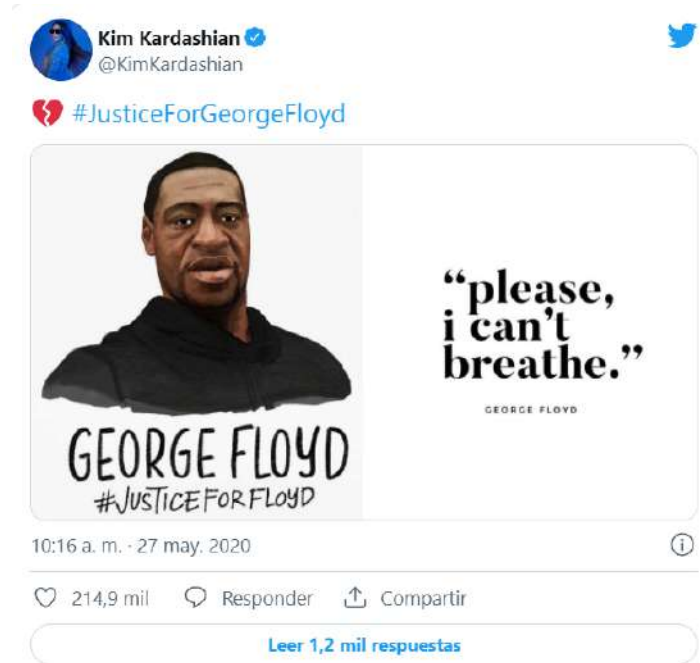 Kim Kardashian
@KimKardashian
💔 #JusticeForGeorgeFloyd
GEORGE FLOYD
#JUSTICEFORFLOYD
“please,
i can't
breathe.”
GEORGE FLOYD
10:16 a. m. · 27 may. 2020
214,9 mil Responder Compartir
Leer 1,2 mil respuestas